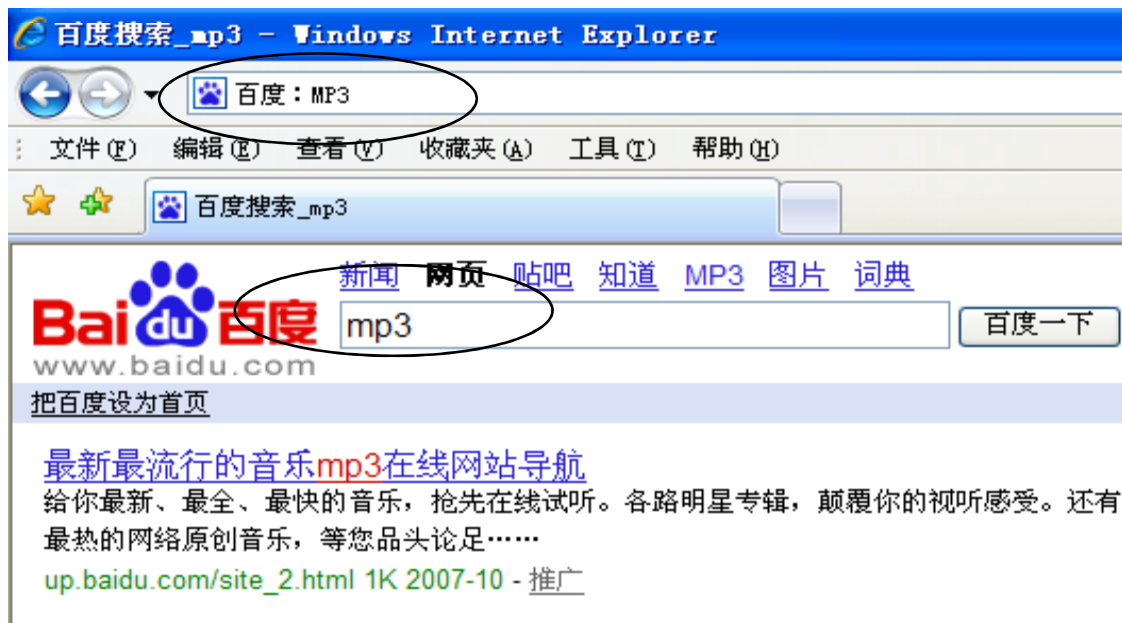 百度搜索_mp3 - Windows Internet Explorer
百度：MP3
文件(F) 编辑(E) 查看(V) 收藏夹(A) 工具(T) 帮助(H)
百度搜索_mp3
新闻 网页 贴吧 知道 MP3 图片 词典
Bai du 百度 mp3 百度一下
www.baidu.com
把百度设为首页
最新最流行的音乐mp3在线网站导航
给你最新、最全、最快的音乐，抢先在线试听。各路明星专辑，颠覆你的视听感受。还有
最热的网络原创音乐，等您品头论足……
up.baidu.com/site_2.html 1K 2007-10 - 推广